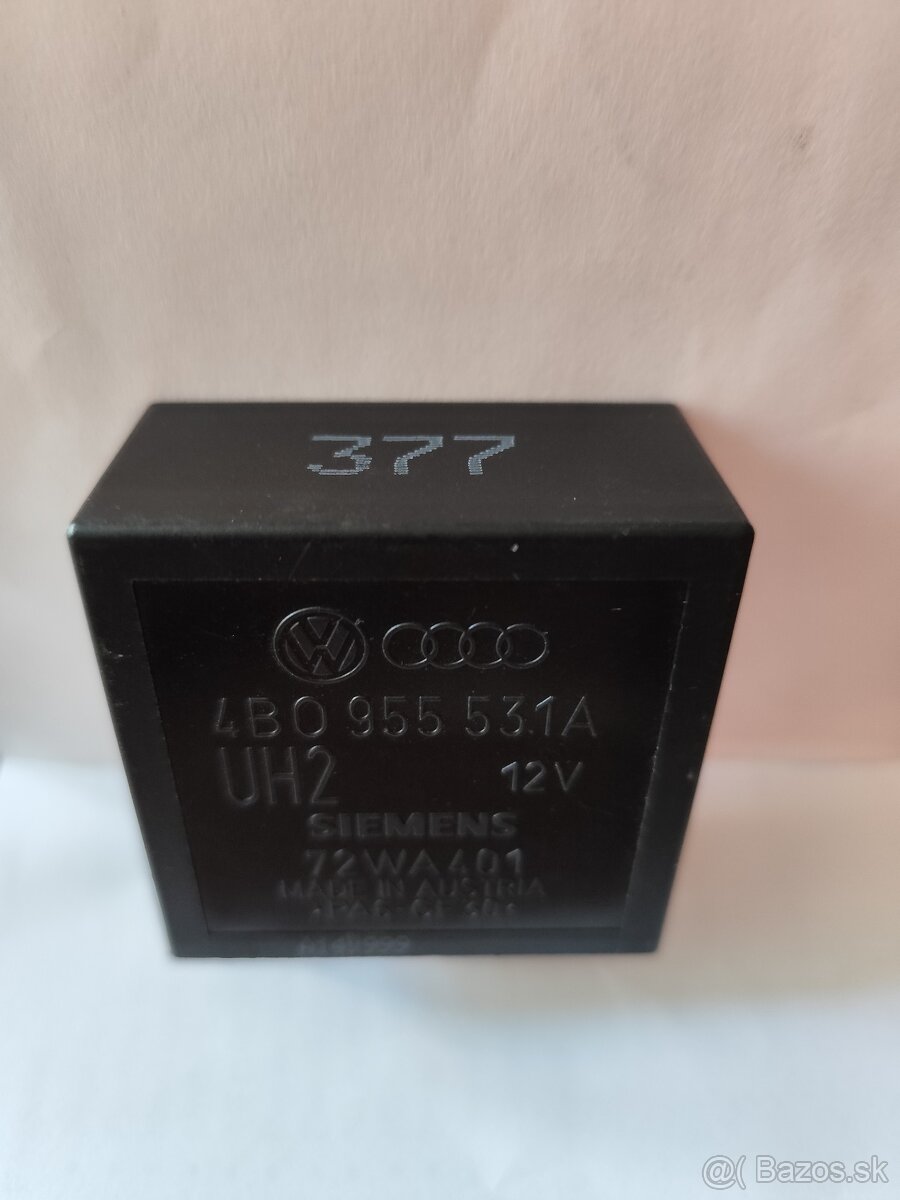 377
4B0 955 531A
UH2 12V
SIEMENS
72WA401
MADE IN AUSTRIA
@( Bazos.sk